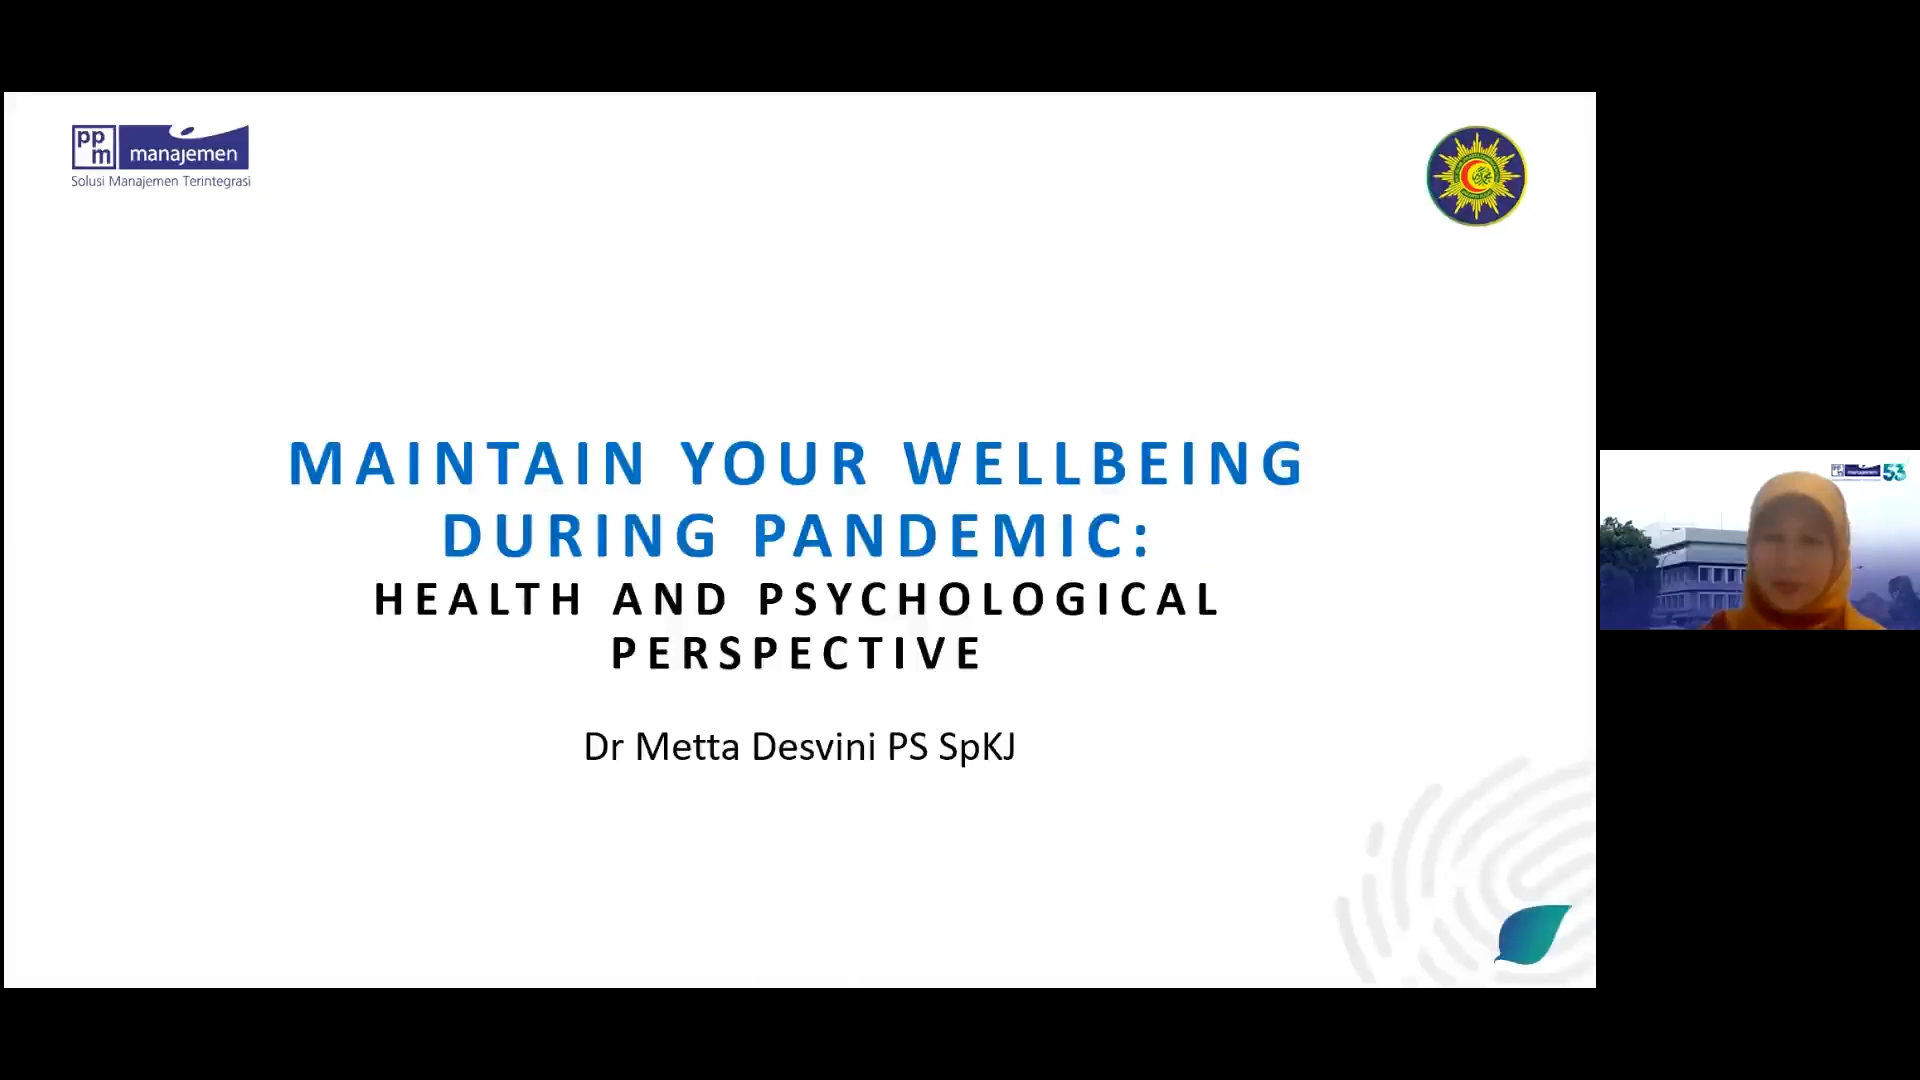 pp
m
manajemen
Solusi Manajemen Terintegrasi
MAINTAIN YOUR WELLBEING
DURING PANDEMIC:
HEALTH AND PSYCHOLOGICAL
PERSPECTIVE
Dr Metta Desvini PS SpKJ
53